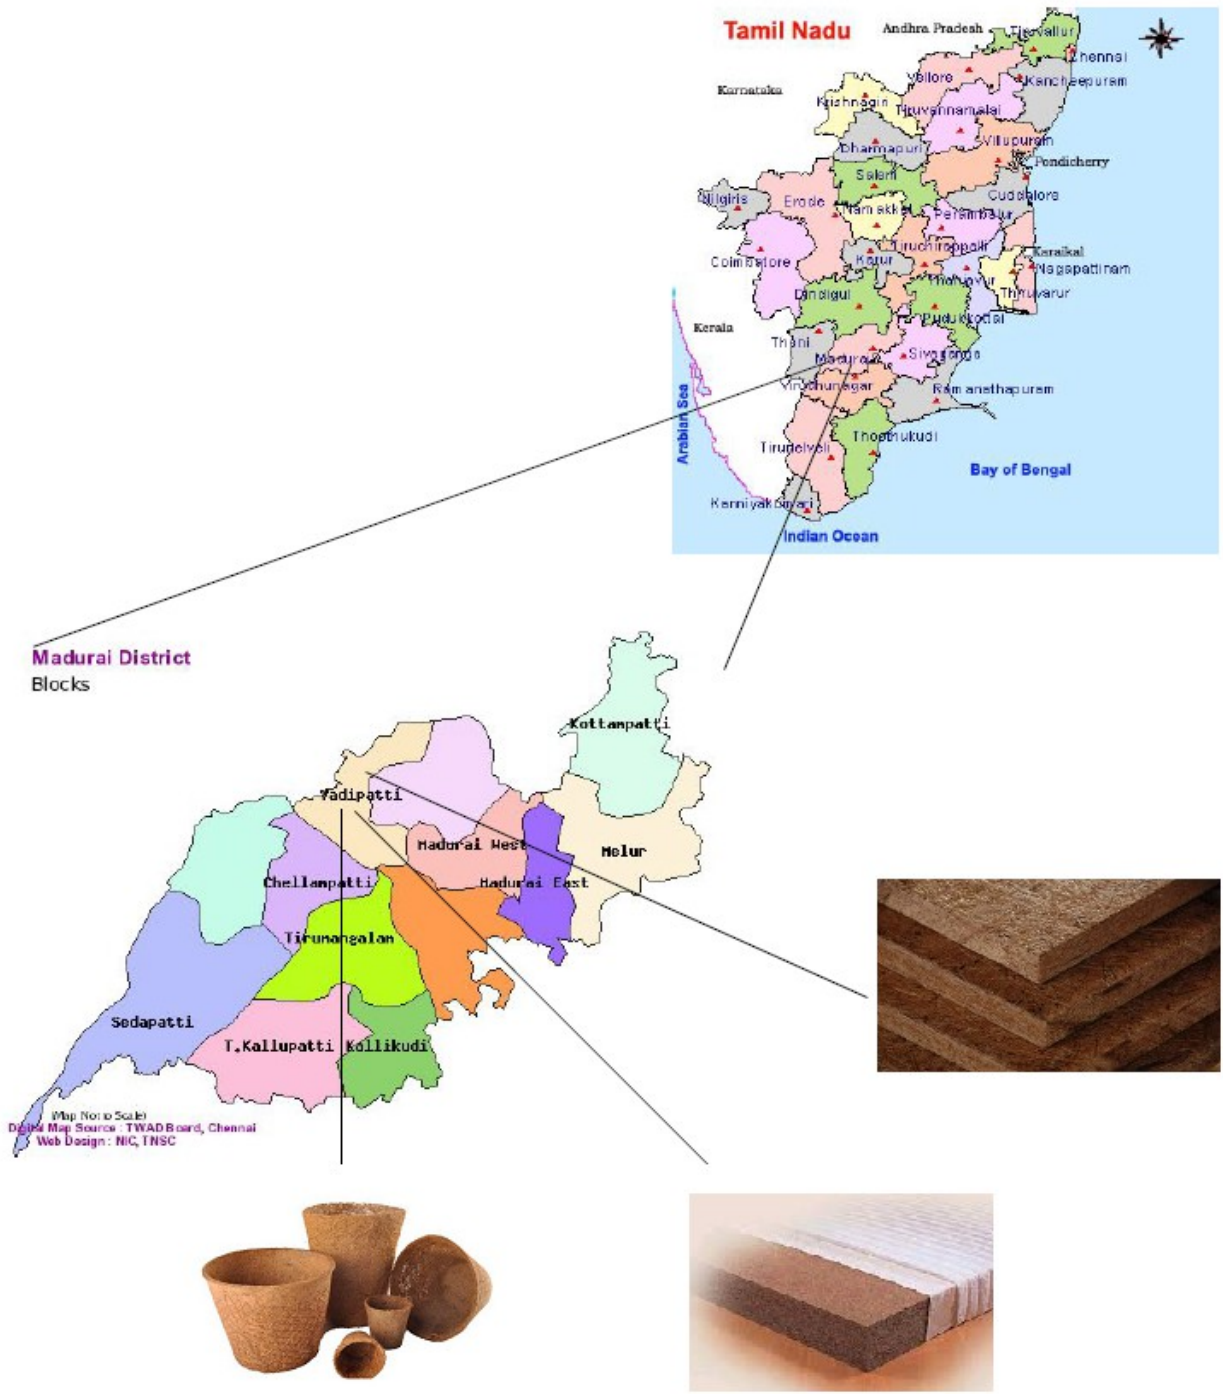 Tamil Nadu
Andhra Pradesh
Tiruvallur
Chennai
Vellore
Kancheepuram
Karnataka
Krishnagiri
Tiruvannamalai
Villupuram
Dharmapuri
Pondicherry
Salem
Nilgiris
Erode
Cuddalore
Namakkal
Perambalur
Tiruchirappalli
Karur
Karaikal
Coimbatore
Nagapattinam
Dindigul
Thiruvarur
Pudukkottai
Kerala
Theni
Madurai
Sivaganga
Virudhunagar
Ramanathapuram
Arabian Sea
Tirunelveli
Thoothukudi
Bay of Bengal
Kanniyakumari
Indian Ocean
Madurai District
Blocks
Kottampatti
Vadipatti
Madurai West
Melur
Chellampatti
Madurai East
Tirumangalam
Sedapatti
T.Kallupatti
Kallikudi
(Map Not to Scale)
Digital Map Source : TWAD Board, Chennai
Web Design : NIC, TNSC